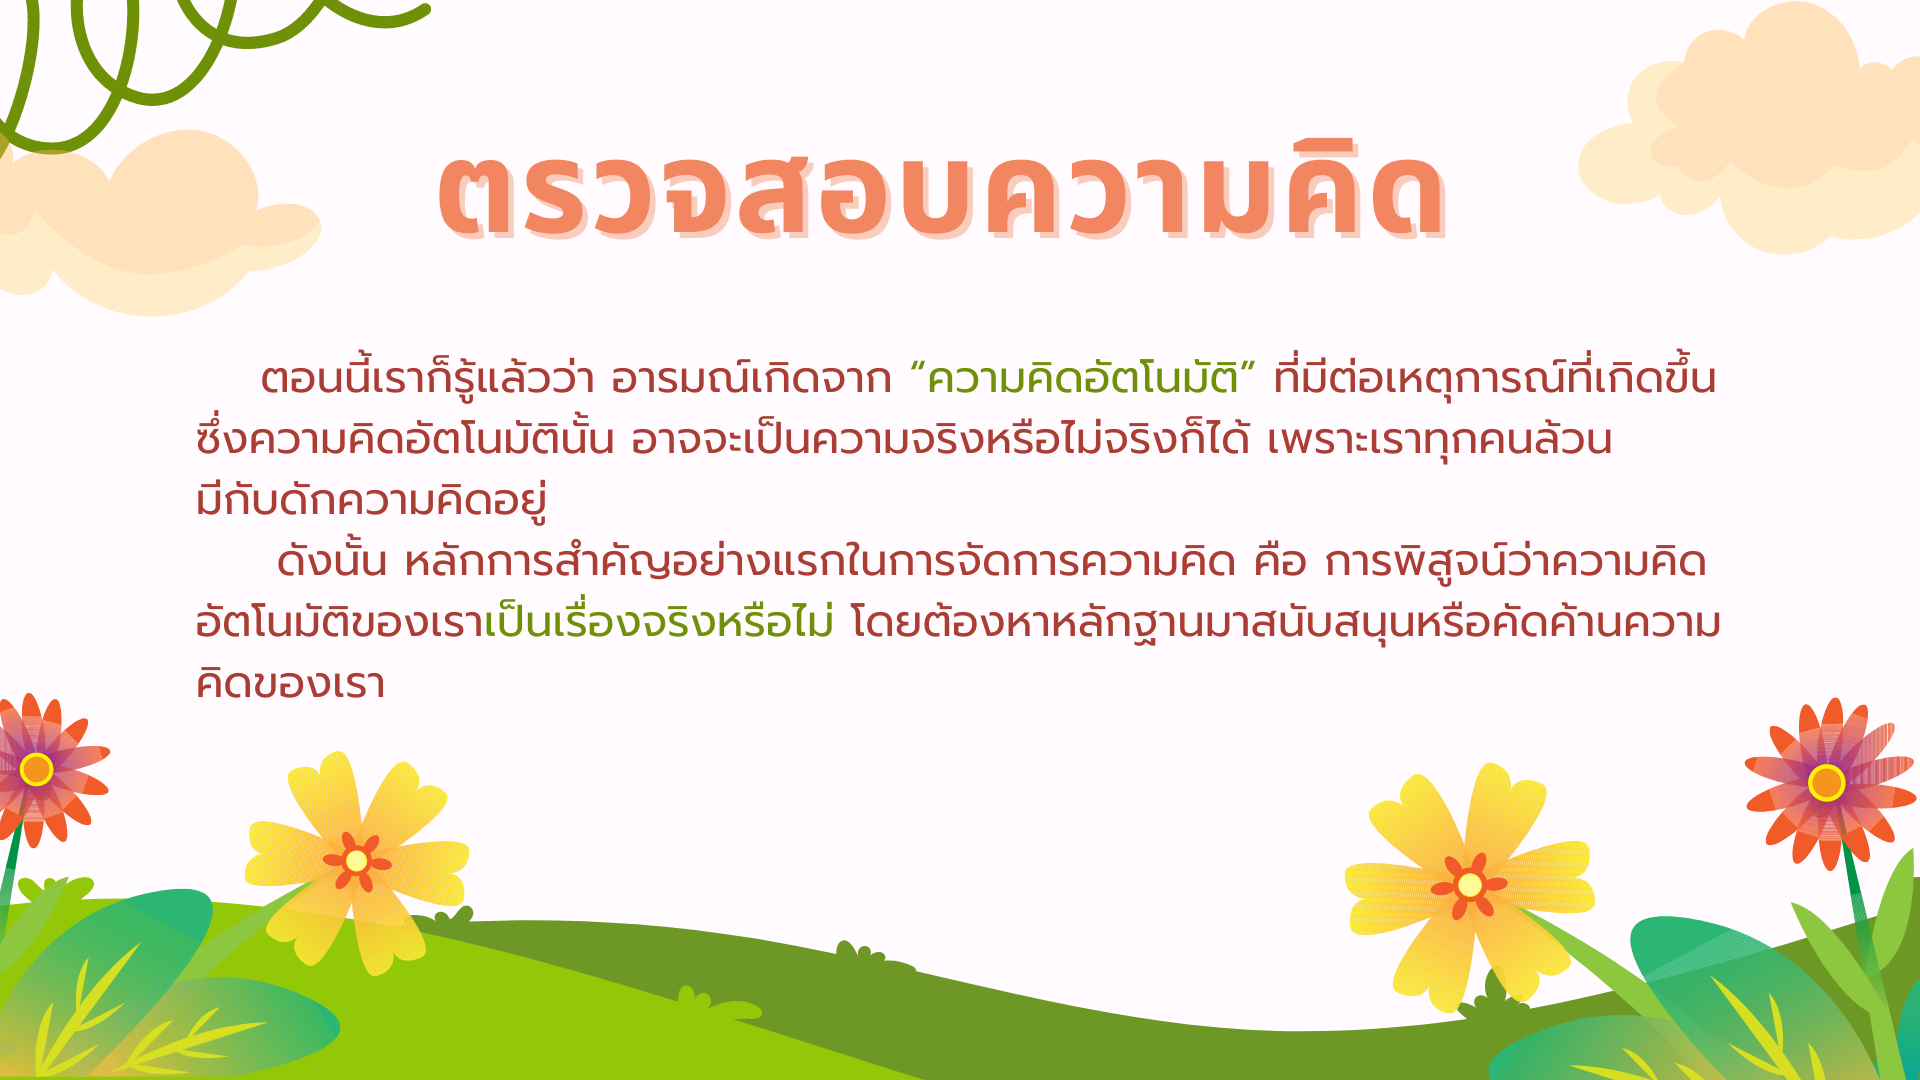 ตรวจสอบความคิด
ตอนนี้เราก็รู้แล้วว่า อารมณ์เกิดจาก “ความคิดอัตโนมัติ” ที่มีต่อเหตุการณ์ที่เกิดขึ้น
ซึ่งความคิดอัตโนมัตินั้น อาจจะเป็นความจริงหรือไม่จริงก็ได้ เพราะเราทุกคนล้วน
มีกับดักความคิดอยู่
ดังนั้น หลักการสำคัญอย่างแรกในการจัดการความคิด คือ การพิสูจน์ว่าความคิด
อัตโนมัติของเราเป็นเรื่องจริงหรือไม่ โดยต้องหาหลักฐานมาสนับสนุนหรือคัดค้านความ
คิดของเรา